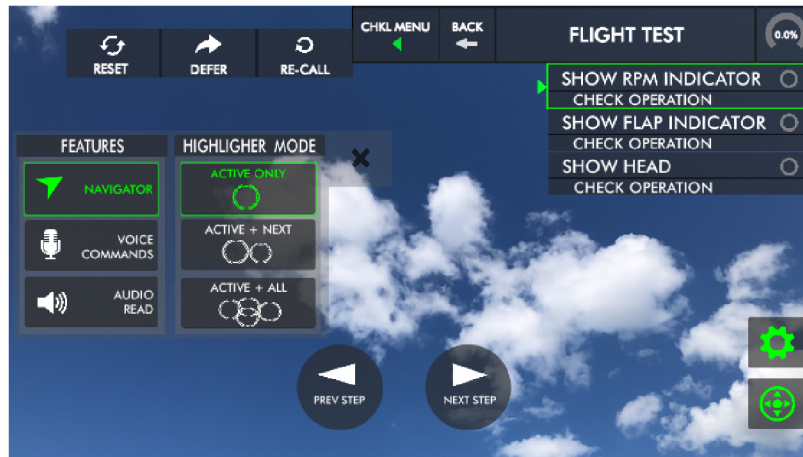 CHKL MENU
BACK
FLIGHT TEST
0.0%
RESET
DEFER
RE-CALL
SHOW RPM INDICATOR
CHECK OPERATION
SHOW FLAP INDICATOR
CHECK OPERATION
SHOW HEAD
CHECK OPERATION
FEATURES
HIGHLIGHER MODE
NAVIGATOR
ACTIVE ONLY
VOICE
COMMANDS
ACTIVE + NEXT
AUDIO
READ
ACTIVE + ALL
PREV STEP
NEXT STEP